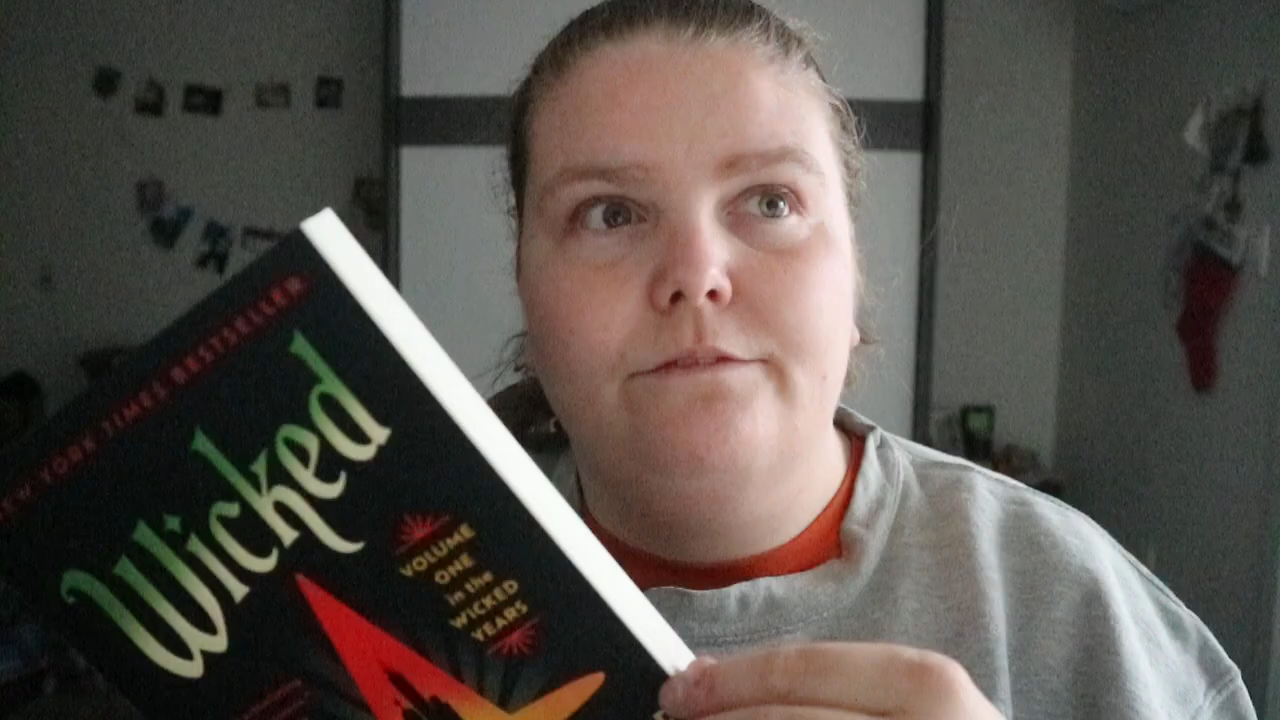 NEW YORK TIMES BESTSELLER
Wicked
VOLUME
ONE
in the
WICKED
YEARS